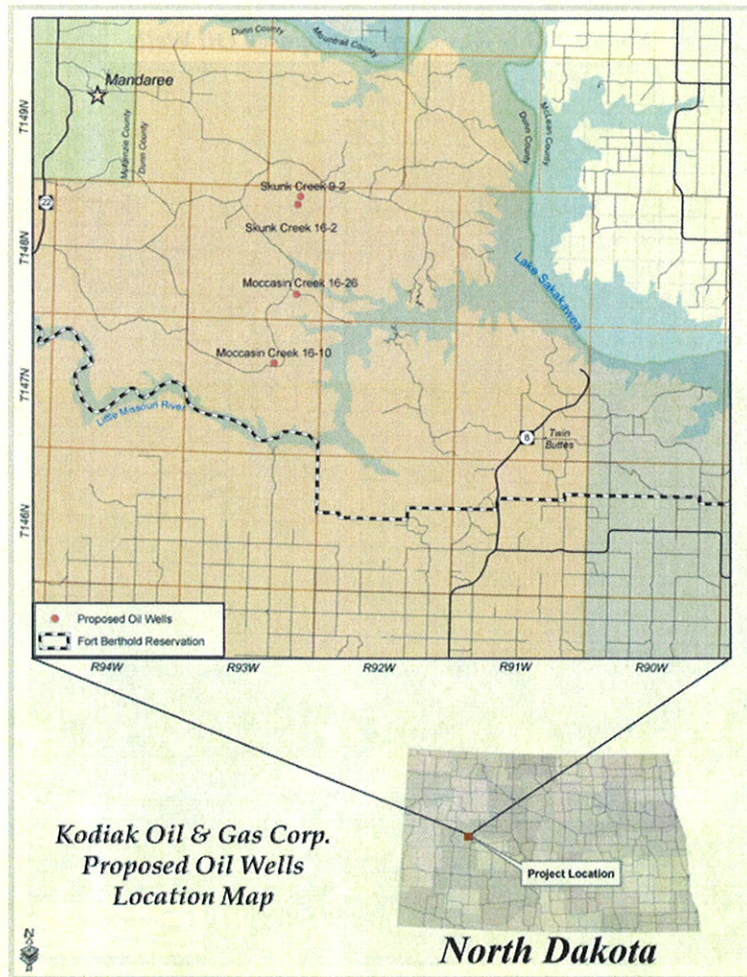 Dunn County
Mountrail County
Mandaree
McKenzie County
Dunn County
Dunn County
McLean County
T149N
22
Skunk Creek 9-2
Skunk Creek 16-2
T148N
Moccasin Creek 16-26
Lake Sakakawea
Moccasin Creek 16-10
T147N
Little Missouri River
8
Twin
Buttes
T146N
Proposed Oil Wells
Fort Berthold Reservation
R94W
R93W
R92W
R91W
R90W
Kodiak Oil & Gas Corp.
Proposed Oil Wells
Location Map
Project Location
North Dakota